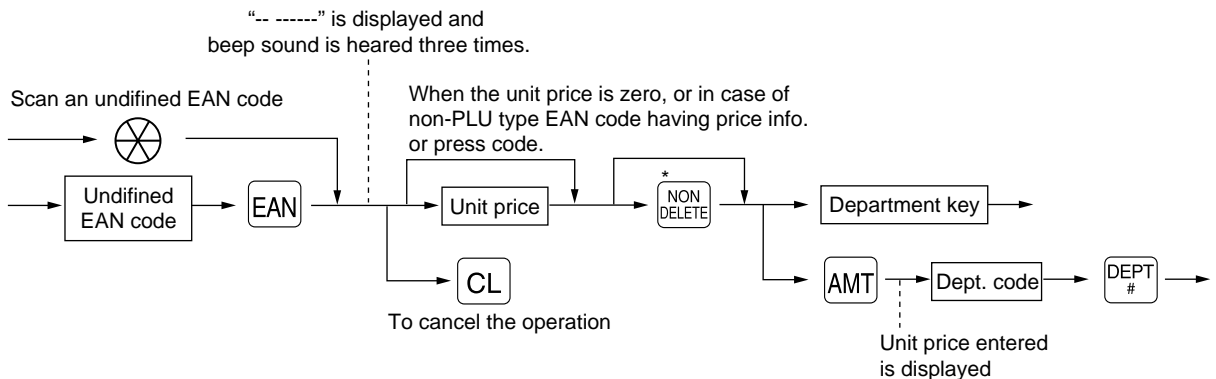 “-- ------” is displayed and
beep sound is heared three times.
Scan an undifined EAN code
When the unit price is zero, or in case of
non-PLU type EAN code having price info.
or press code.
Undifined
EAN code
EAN
Unit price
*
NON
DELETE
Department key
CL
To cancel the operation
AMT
Dept. code
DEPT
#
Unit price entered
is displayed